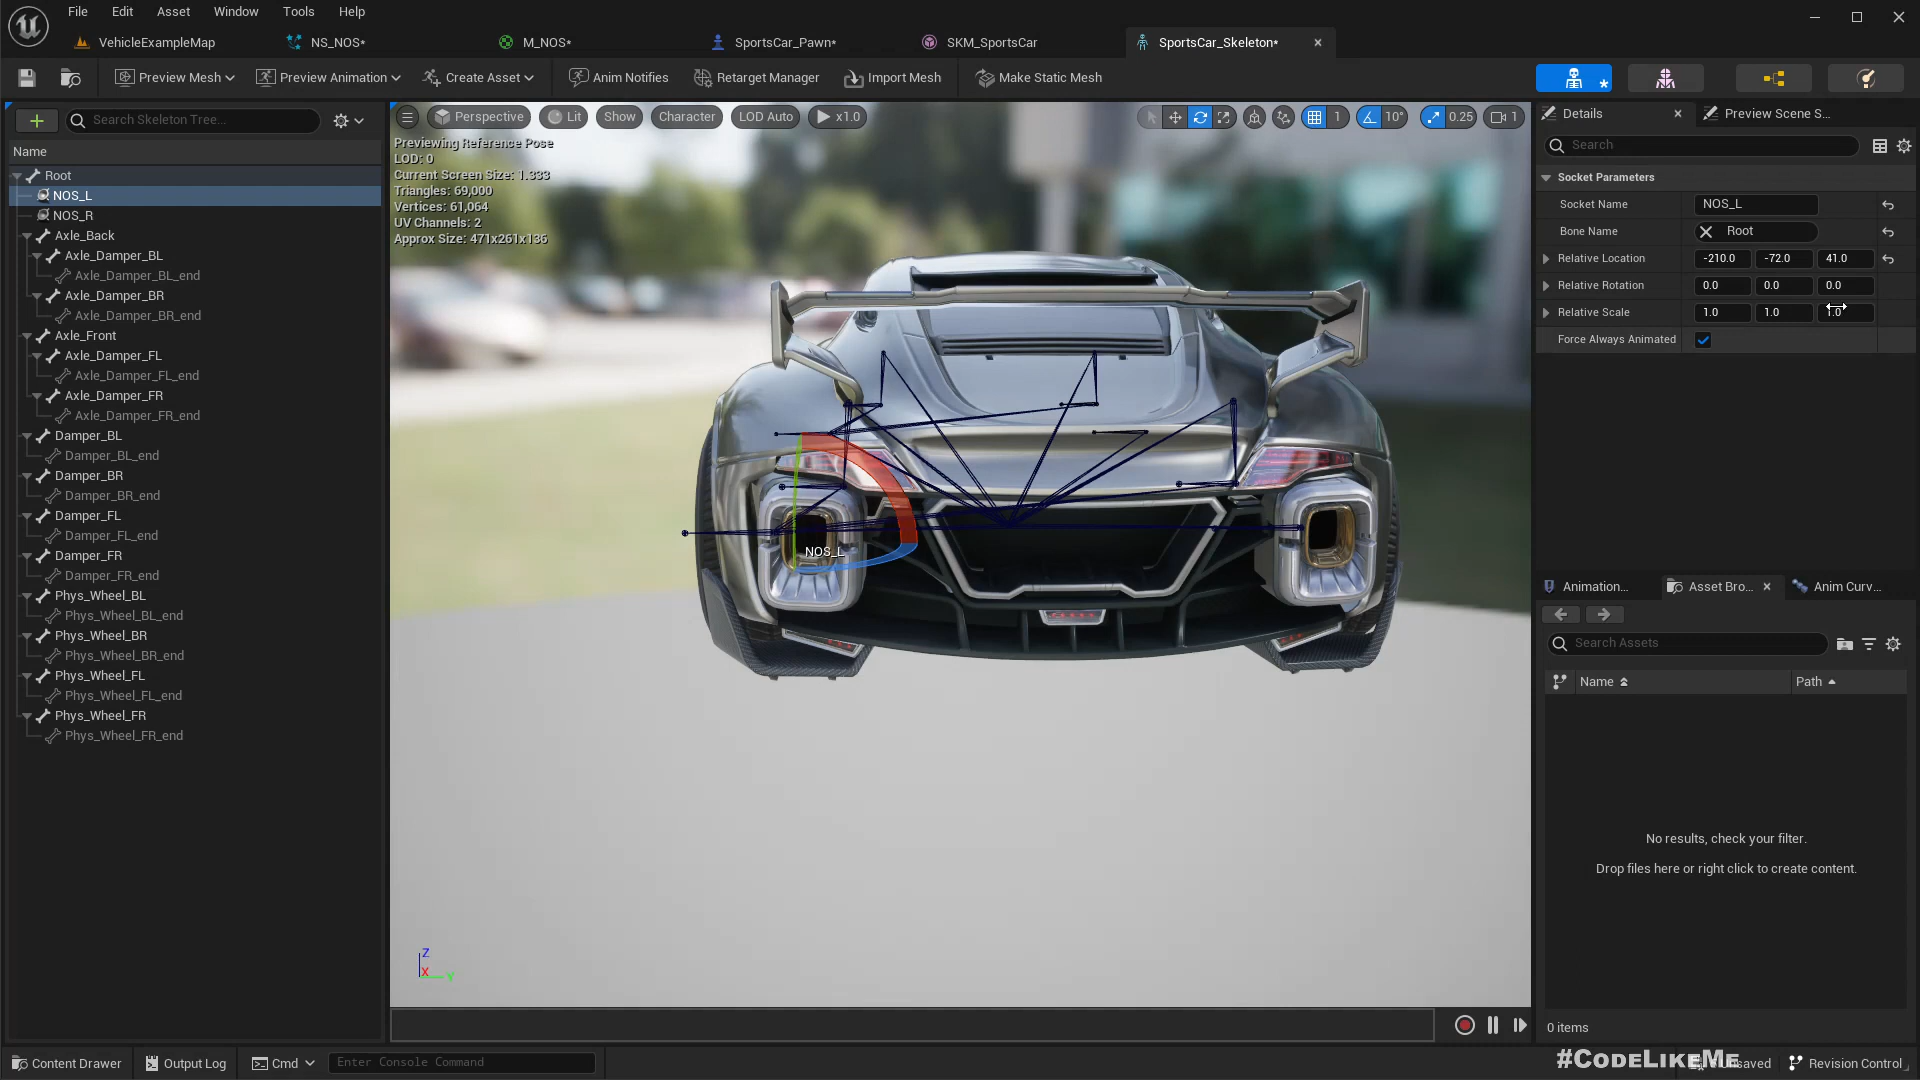 File Edit Asset Window Tools Help
VehicleExampleMap NS_NOS* M_NOS* SportsCar_Pawn* SKM_SportsCar SportsCar_Skeleton*
Preview Mesh Preview Animation Create Asset Anim Notifies Retarget Manager Import Mesh Make Static Mesh
Search Skeleton Tree...
Name
Root
NOS_L
NOS_R
Axle_Back
Axle_Damper_BL
Axle_Damper_BL_end
Axle_Damper_BR
Axle_Damper_BR_end
Axle_Front
Axle_Damper_FL
Axle_Damper_FL_end
Axle_Damper_FR
Axle_Damper_FR_end
Damper_BL
Damper_BL_end
Damper_BR
Damper_BR_end
Damper_FL
Damper_FL_end
Damper_FR
Damper_FR_end
Phys_Wheel_BL
Phys_Wheel_BL_end
Phys_Wheel_BR
Phys_Wheel_BR_end
Phys_Wheel_FL
Phys_Wheel_FL_end
Phys_Wheel_FR
Phys_Wheel_FR_end
Perspective Lit Show Character LOD Auto x1.0 1 10° 0.25 1
Previewing Reference Pose
LOD: 0
Current Screen Size: 1.333
Triangles: 69,000
Vertices: 61,064
UV Channels: 2
Approx Size: 471x261x136
NOS_L
Z
X Y
Details Preview Scene S...
Search
Socket Parameters
Socket Name NOS_L
Bone Name Root
Relative Location -210.0 -72.0 41.0
Relative Rotation 0.0 0.0 0.0
Relative Scale 1.0 1.0 1.0
Force Always Animated
Animation... Asset Bro... Anim Curv...
Search Assets
Name Path
No results, check your filter.
Drop files here or right click to create content.
0 items
Content Drawer Output Log Cmd Enter Console Command Revision Control
#CodeLikeMe